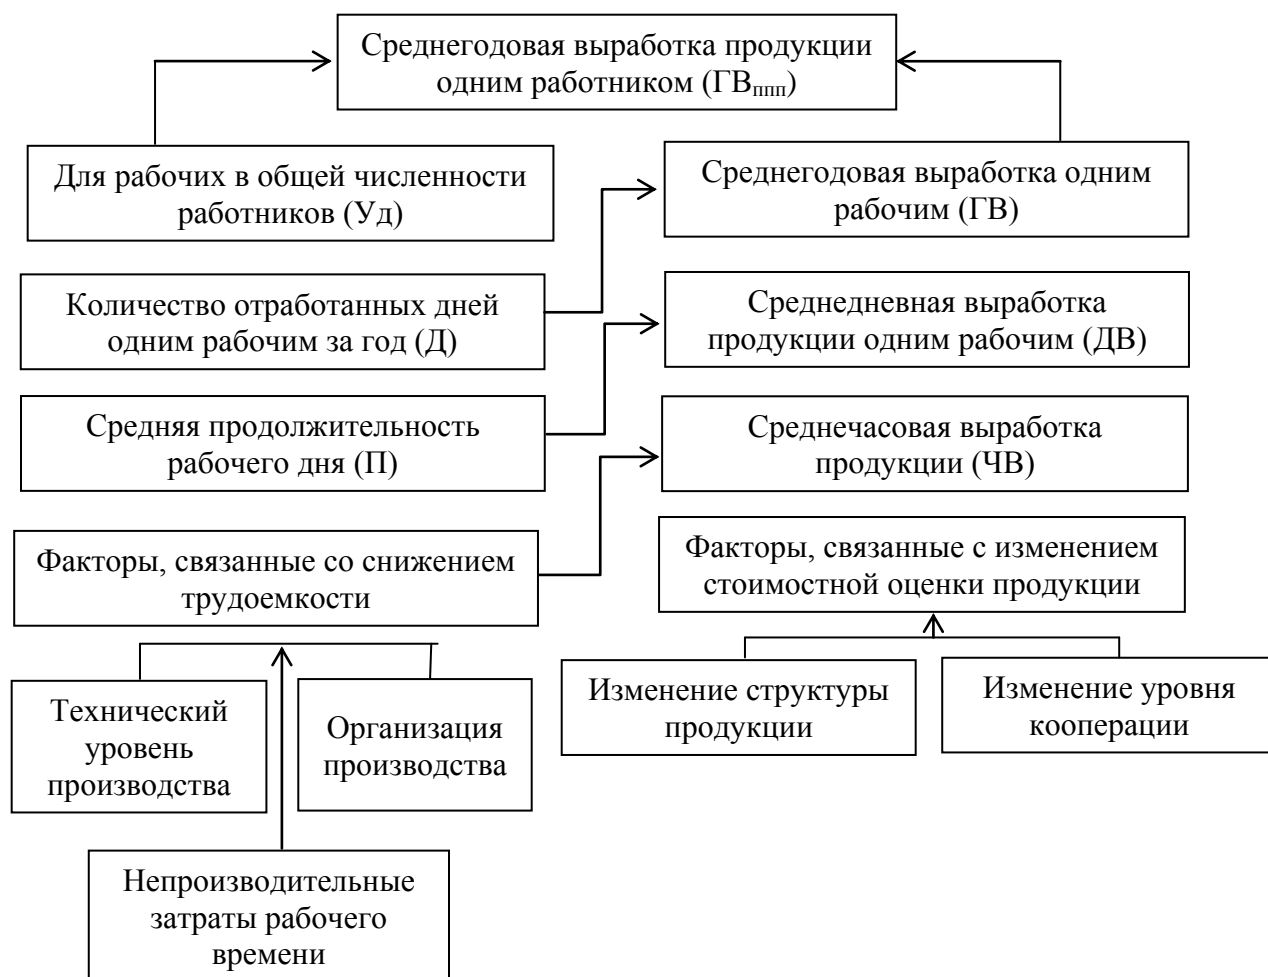 Среднегодовая выработка продукции
одним работником (ГВппп)
Для рабочих в общей численности
работников (Уд)
Среднегодовая выработка одним
рабочим (ГВ)
Количество отработанных дней
одним рабочим за год (Д)
Среднедневная выработка
продукции одним рабочим (ДВ)
Средняя продолжительность
рабочего дня (П)
Среднечасовая выработка
продукции (ЧВ)
Факторы, связанные со снижением
трудоемкости
Факторы, связанные с изменением
стоимостной оценки продукции
Технический
уровень
производства
Организация
производства
Изменение структуры
продукции
Изменение уровня
кооперации
Непроизводительные
затраты рабочего
времени